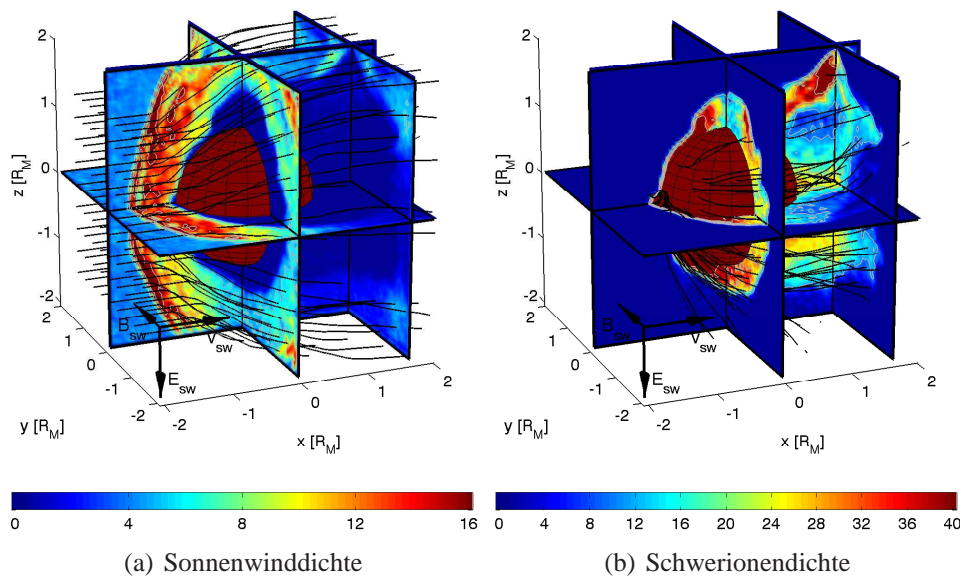 2
1
0
-1
-2
z [R_M]
2
1
0
-1
-2
y [R_M]
-2
-1
0
1
2
x [R_M]
B_sw
v_sw
E_sw
0 4 8 12 16
(a) Sonnenwinddichte
2
1
0
-1
-2
z [R_M]
2
1
0
-1
-2
y [R_M]
-2
-1
0
1
2
x [R_M]
B_sw
v_sw
E_sw
0 4 8 12 16 20 24 28 32 36 40
(b) Schwerionendichte